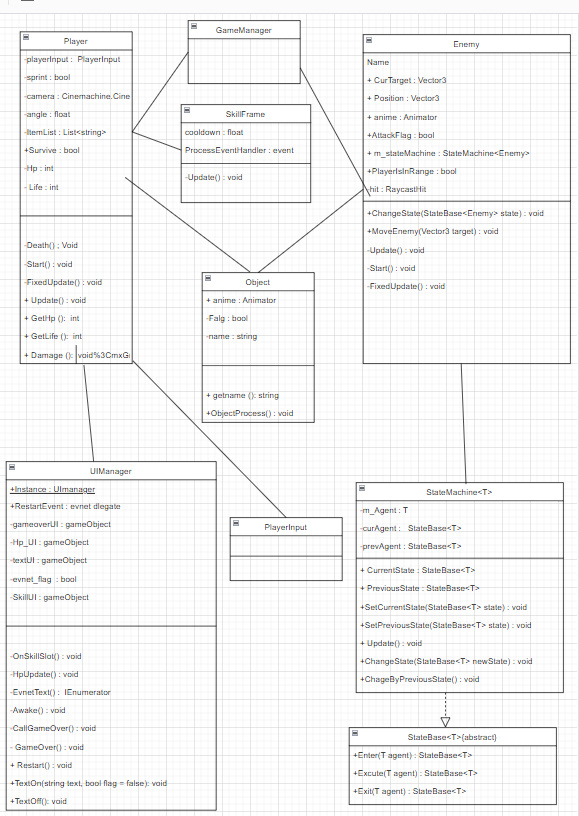 Player
-playerInput :  PlayerInput
-sprint : bool
-camera : Cinemachine.Cine
-angle : float
-ItemList : List<string>
+Survive : bool
-Hp : int
- Life : int
-Death() ; Void
-Start() : void
-FixedUpdate() : void
+ Update() : void
+ GetHp ():  int
+ GetLife():  int
+ Damage (): void%3CmxG
GameManager
SkillFrame
cooldown : float
ProcessEventHandler : event
-Update() : void
Enemy
Name
+ CurTarget : Vector3
+ Position : Vector3
+ anime : Animator
+AttackFlag : bool
+ m_stateMachine : StateMachine<Enemy>
+PlayerIsInRange : bool
-hit : RaycastHit
+ChangeState(StateBase<Enemy> state) : void
+MoveEnemy(Vector3 target) : void
-Update() : void
-Start() : void
-FixedUpdate() : void
Object
+ anime : Animator
-Falg : bool
-name : string
+ getname (): string
+ObjectProcess() : void
UIManager
+Instance : UImanager
+RestartEvent : evnet dlegate
-gameoverUI : gameObject
-Hp_UI : gameObject
-textUI : gameObject
-evnet_flag  : bool
-SkillUI : gameObject
-OnSkillSlot() : void
-HpUpdate() : void
-EvnetText() :  IEnumerator
-Awake() : void
-CallGameOver() : void
- GameOver() : void
+ Restart() : void
+TextOn(string text, bool flag = false): void
+TextOff(): void
PlayerInput
StateMachine<T>
-m_Agent : T
-curAgent :  StateBase<T>
-prevAgent : StateBase<T>
+ CurrentState : StateBase<T>
+ PreviousState : StateBase<T>
+SetCurrentState(StateBase<T> state) : void
+SetPreviousState(StateBase<T> state) : void
+ Update() : void
+ChangeState(StateBase<T> newState) : void
+ChageByPreviousState() : void
StateBase<T>{abstract}
+Enter(T agent) : StateBase<T>
+Excute(T agent) : StateBase<T>
+Exit(T agent) : StateBase<T>